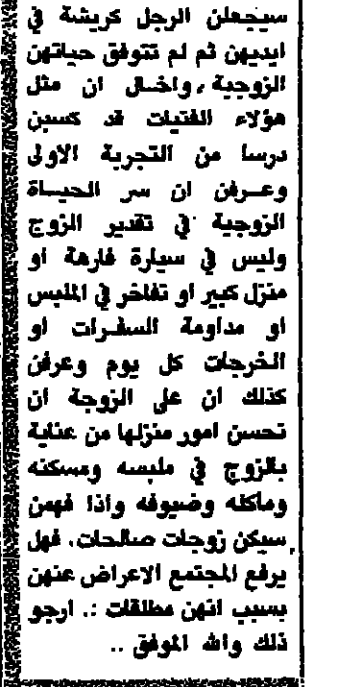 سيجعلن الرجل كريشة في
ايديهن ثم لم تتوفق حياتهن
الزوجية ، واخال ان مثل
هؤلاء الفتيات قد كسبن
درسا من التجربة الاولى
وعرفن ان سر الحياة
الزوجية في تقدير الزوج
وليس في سيارة فارهة او
منزل كبير او تفاخر في الملبس
او مداومة السفرات او
الخرجات كل يوم وعرفن
كذلك ان على الزوجة ان
تحسن امور منزلها من عناية
بالزوج في ملبسه ومسكنه
ومأكله وضيوفه واذا فهمن
سيكن زوجات صالحات . فهل
يرفع المجتمع الاعراض عنهن
بسبب انهن مطلقات :. ارجو
ذلك والله الموفق ..